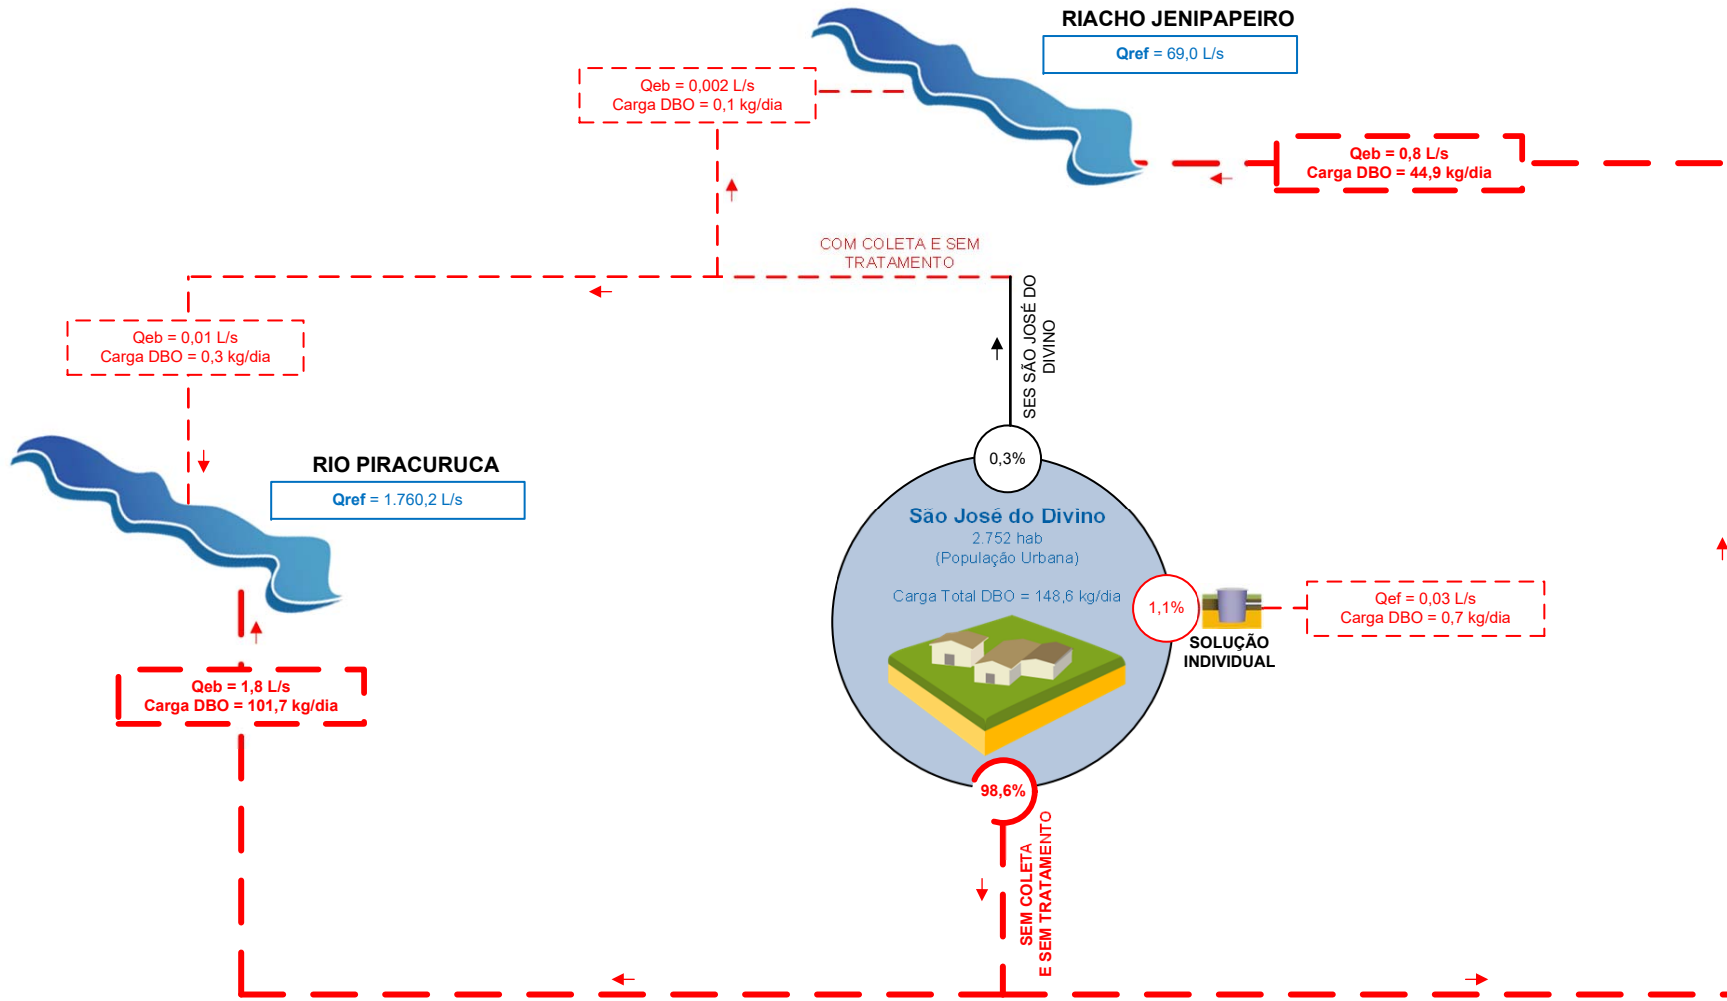 RIACHO JENIPAPEIRO
Qref = 69,0 L/s
Qeb = 0,002 L/s
Carga DBO = 0,1 kg/dia
Qeb = 0,8 L/s
Carga DBO = 44,9 kg/dia
COM COLETA E SEM
TRATAMENTO
SES SÃO JOSÉ DO
DIVINO
Qeb = 0,01 L/s
Carga DBO = 0,3 kg/dia
RIO PIRACURUCA
Qref = 1.760,2 L/s
0,3%
São José do Divino
2.752 hab
(População Urbana)
Carga Total DBO = 148,6 kg/dia
1,1%
SOLUÇÃO
INDIVIDUAL
Qef = 0,03 L/s
Carga DBO = 0,7 kg/dia
Qeb = 1,8 L/s
Carga DBO = 101,7 kg/dia
98,6%
SEM COLETA
E SEM TRATAMENTO